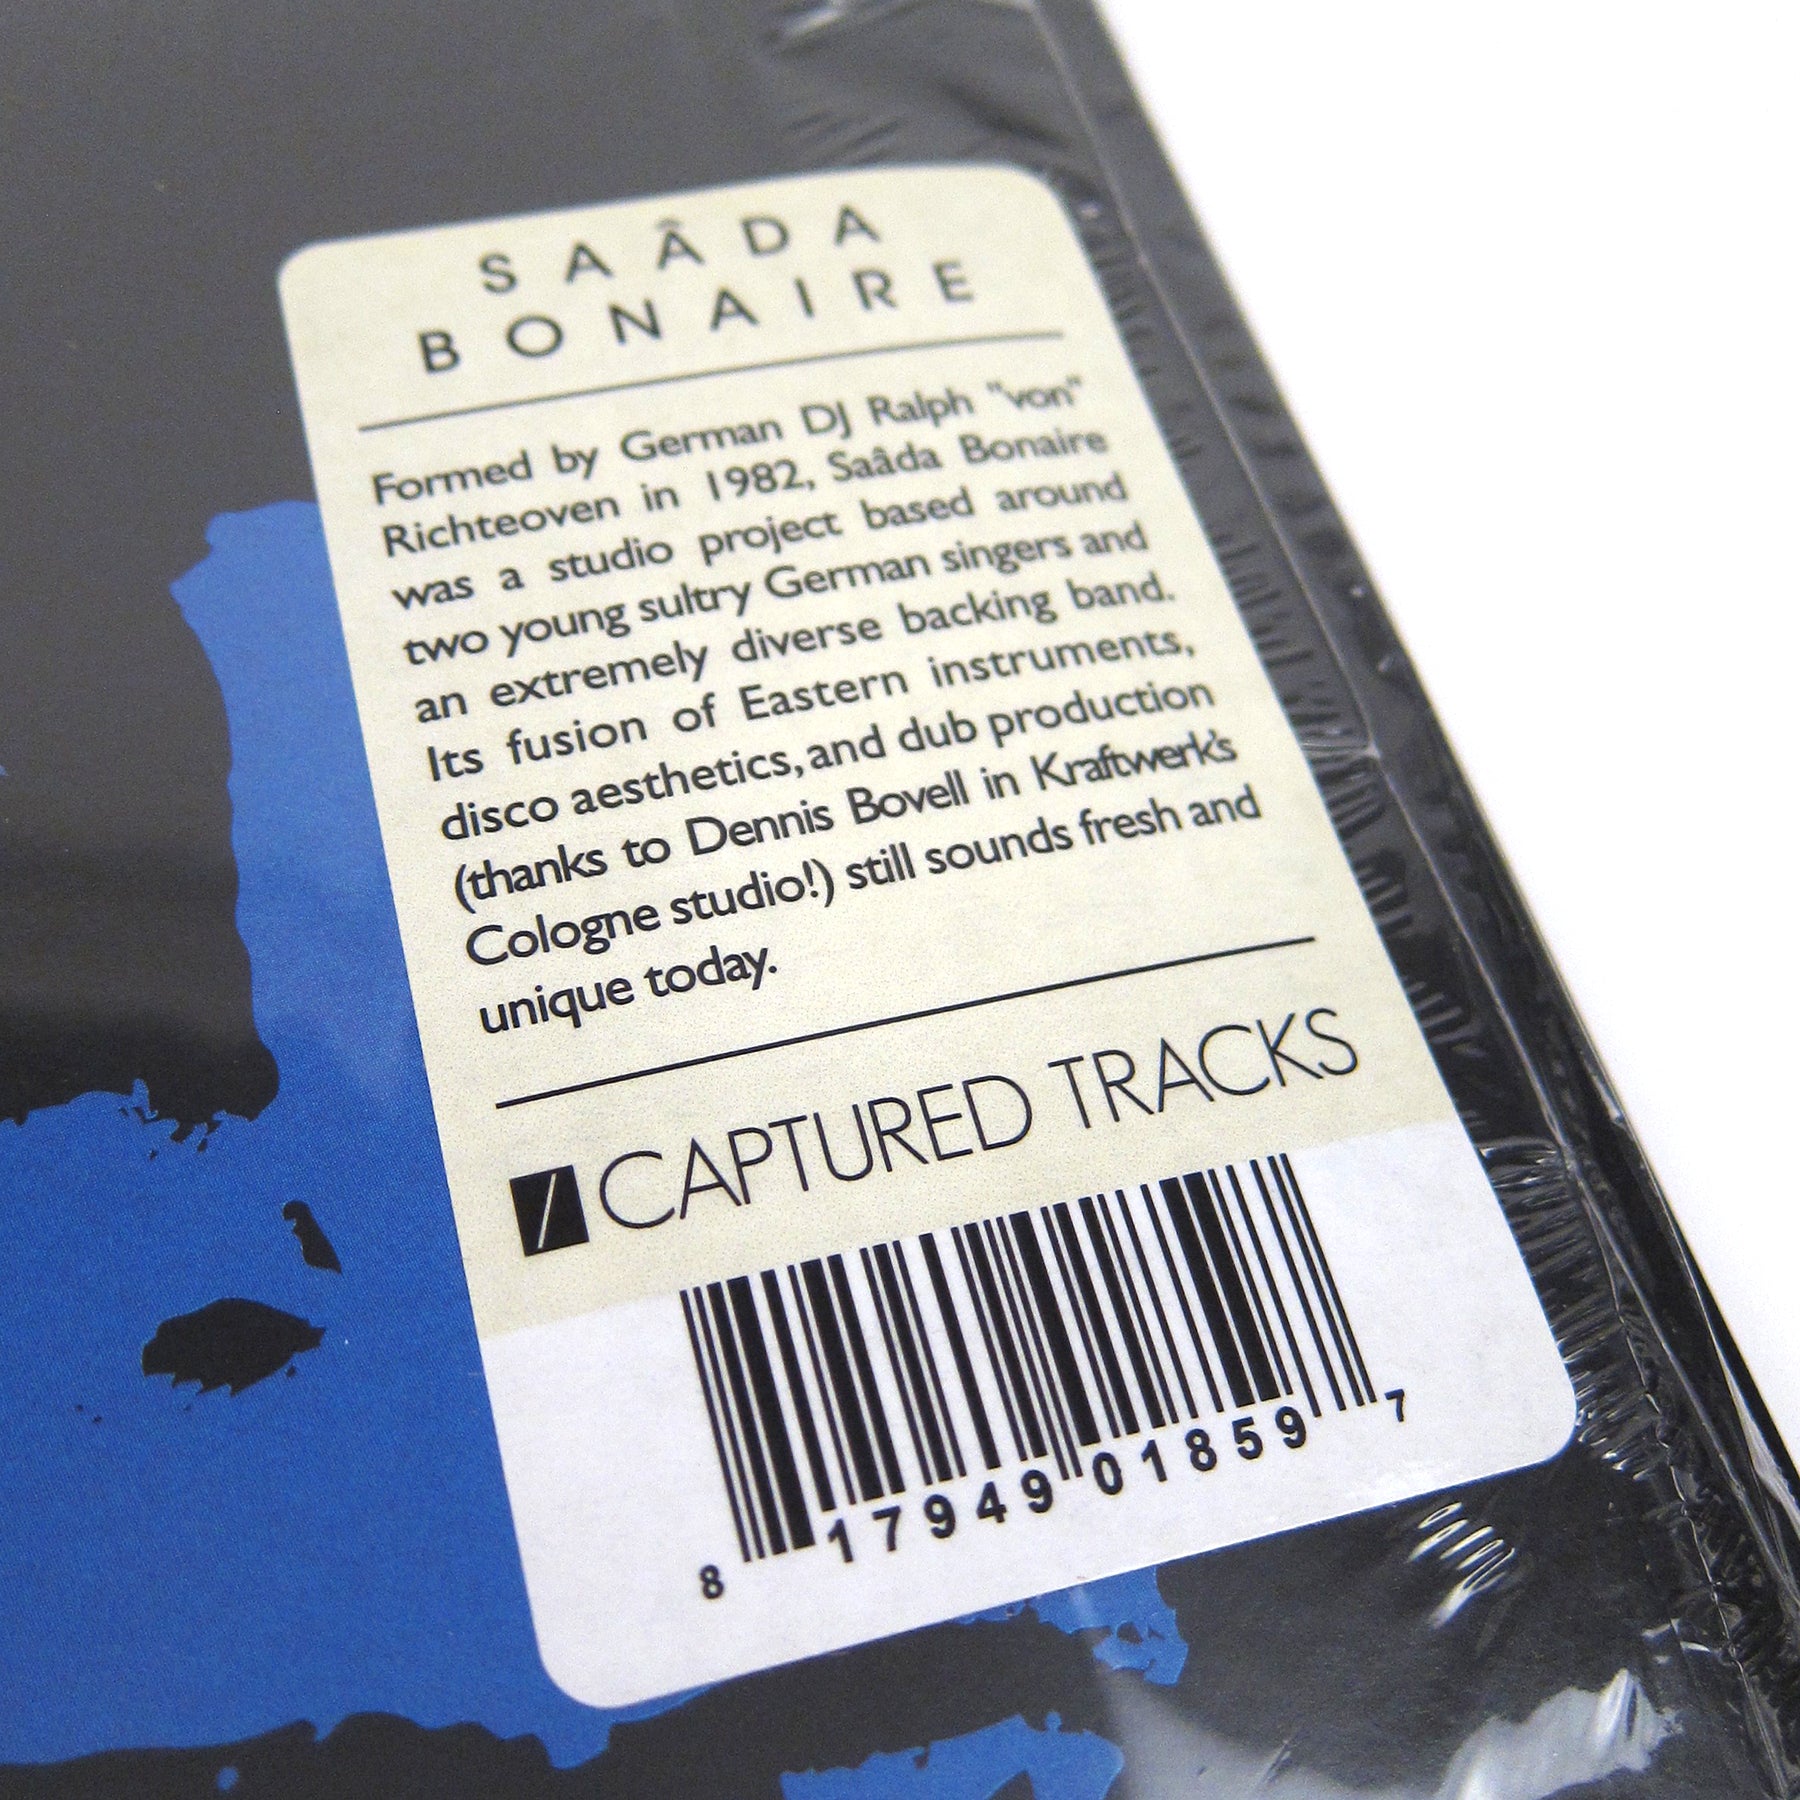 SAÂDA
BONAIRE
Formed by German DJ Ralph "von"
Richteoven in 1982, Saâda Bonaire
was a studio project based around
two young sultry German singers and
an extremely diverse backing band.
Its fusion of Eastern instruments,
disco aesthetics, and dub production
(thanks to Dennis Bovell in Kraftwerk's
Cologne studio!) still sounds fresh and
unique today.
CAPTURED TRACKS
8 17949 01859 7